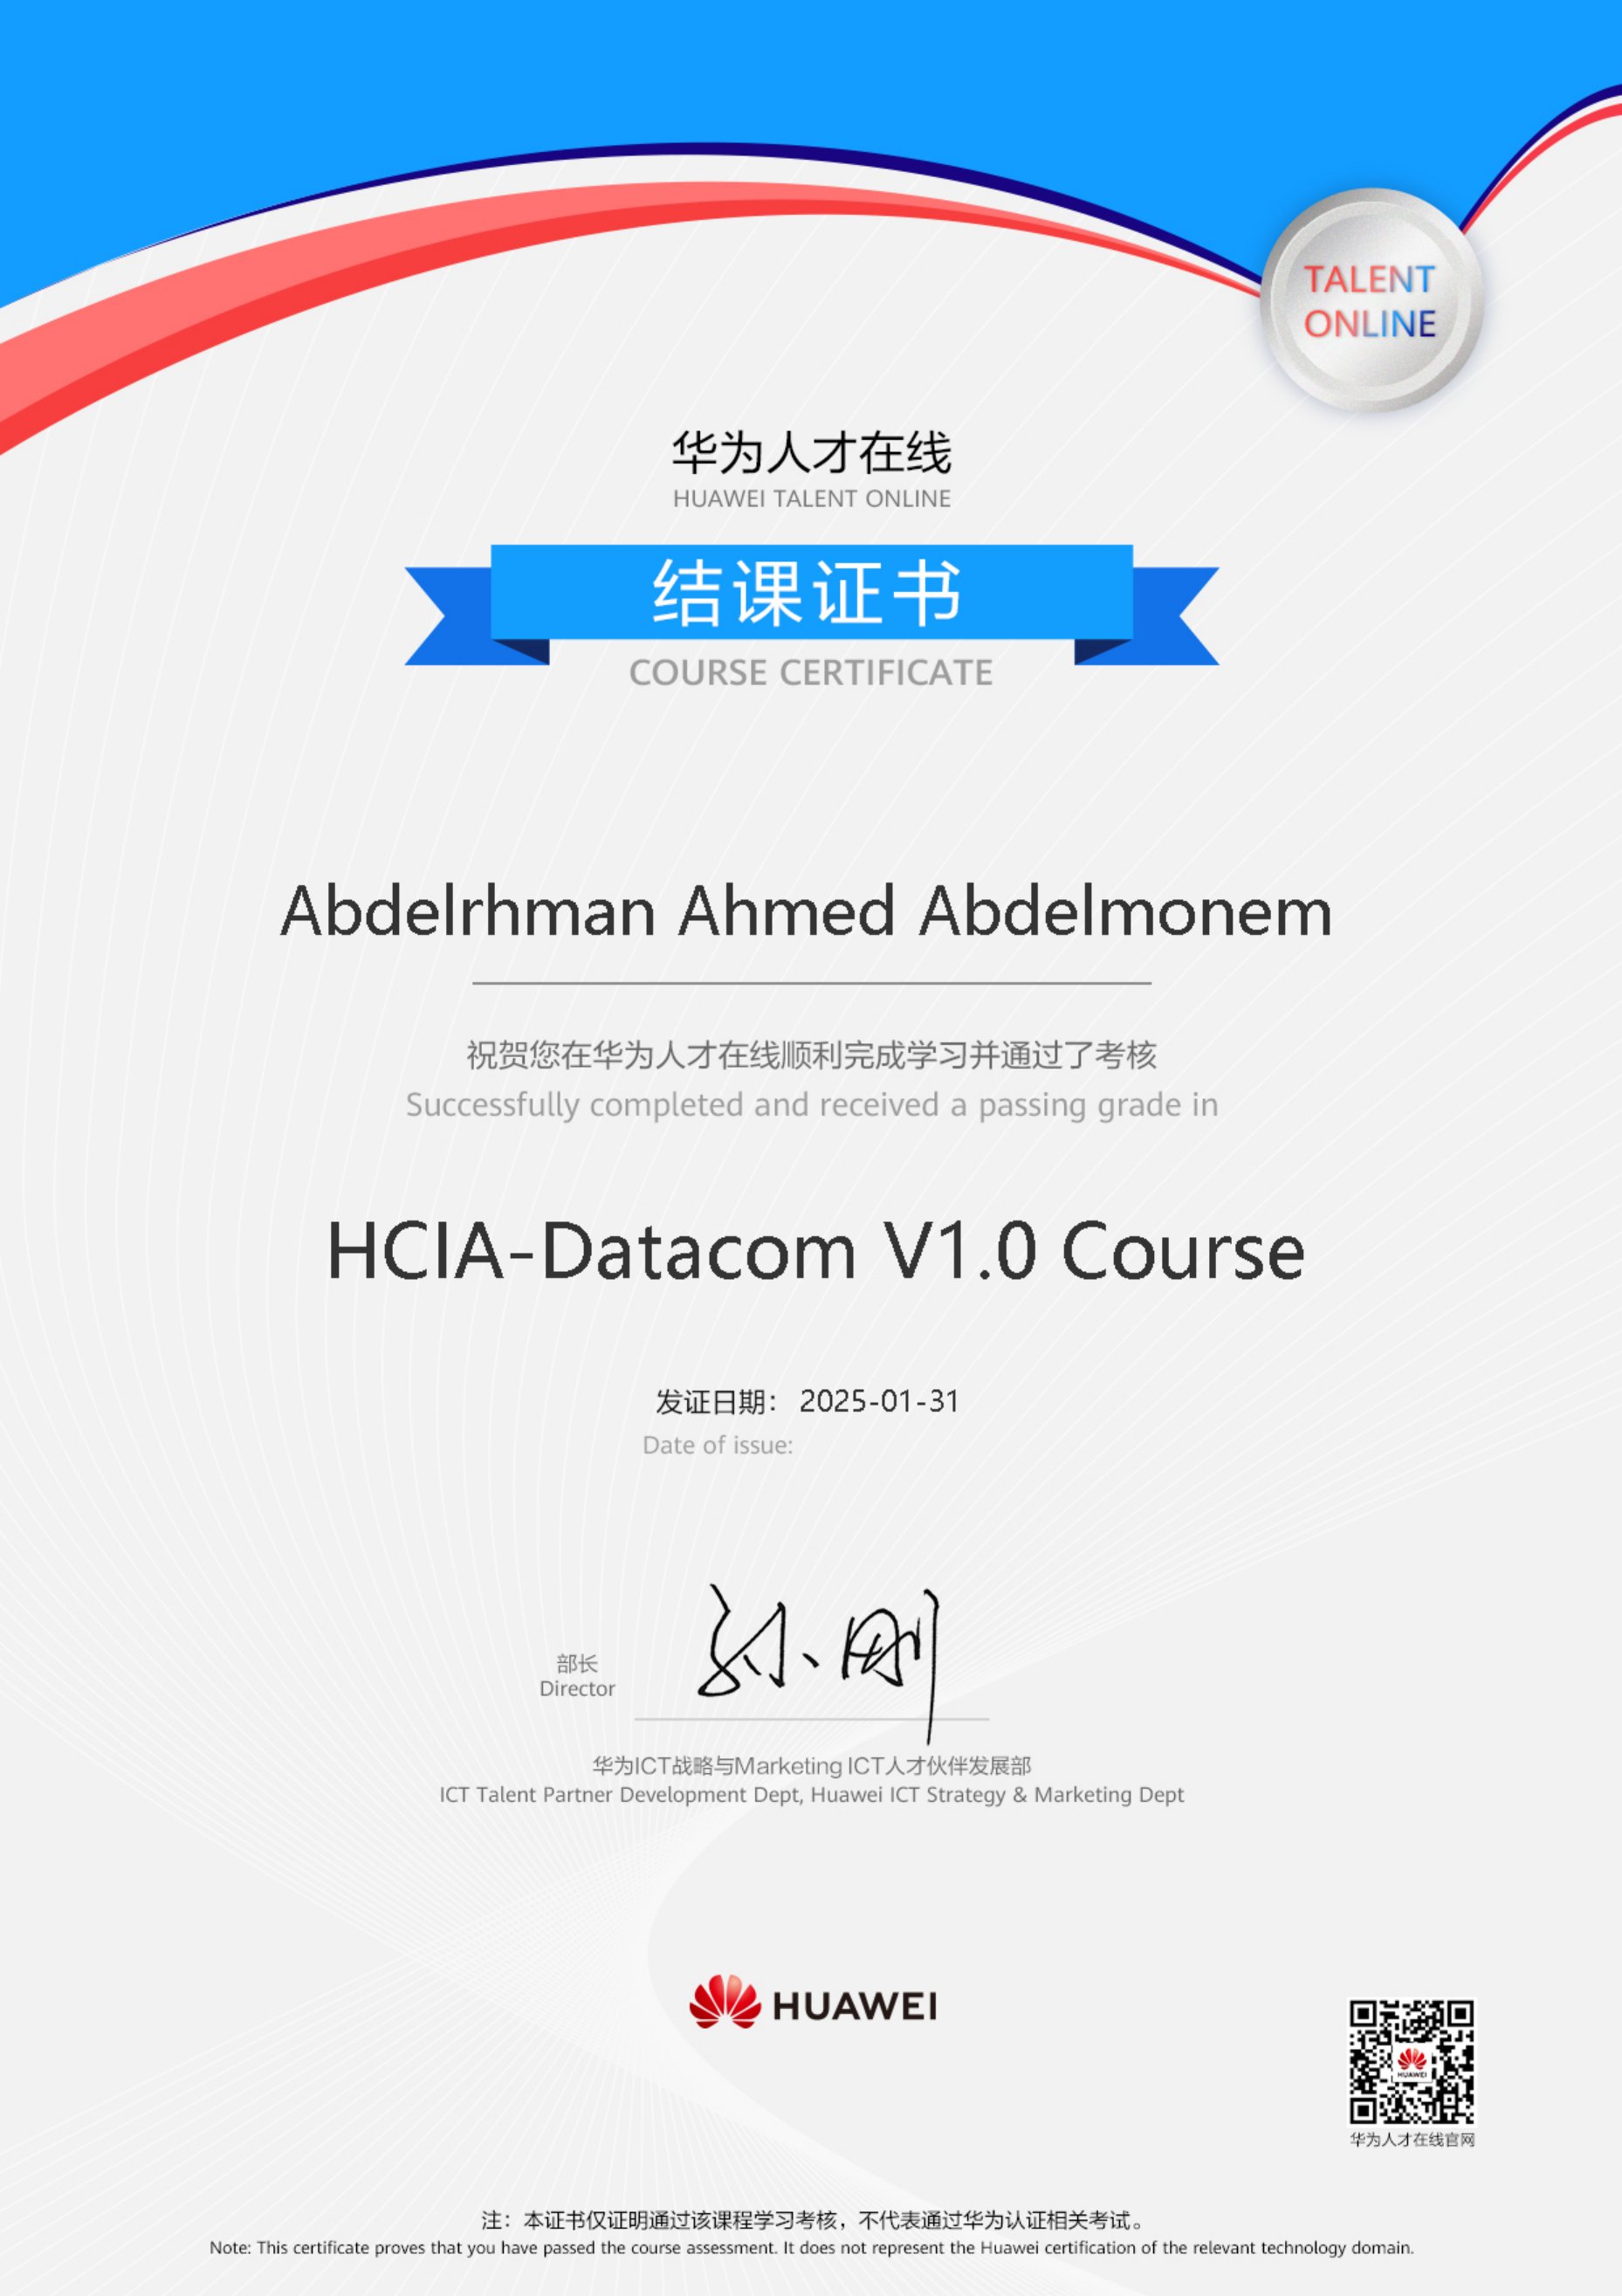 TALENT
ONLINE
华为人才在线
HUAWEI TALENT ONLINE
结课证书
COURSE CERTIFICATE
Abdelrhman Ahmed Abdelmonem
祝贺您在华为人才在线顺利完成学习并通过了考核
Successfully completed and received a passing grade in
HCIA-Datacom V1.0 Course
发证日期： 2025-01-31
Date of issue:
孙刚
部长
Director
华为ICT战略与Marketing ICT人才伙伴发展部
ICT Talent Partner Development Dept, Huawei ICT Strategy & Marketing Dept
HUAWEI
HUAWEI
华为人才在线官网
注：本证书仅证明通过该课程学习考核，不代表通过华为认证相关考试。
Note: This certificate proves that you have passed the course assessment. It does not represent the Huawei certification of the relevant technology domain.